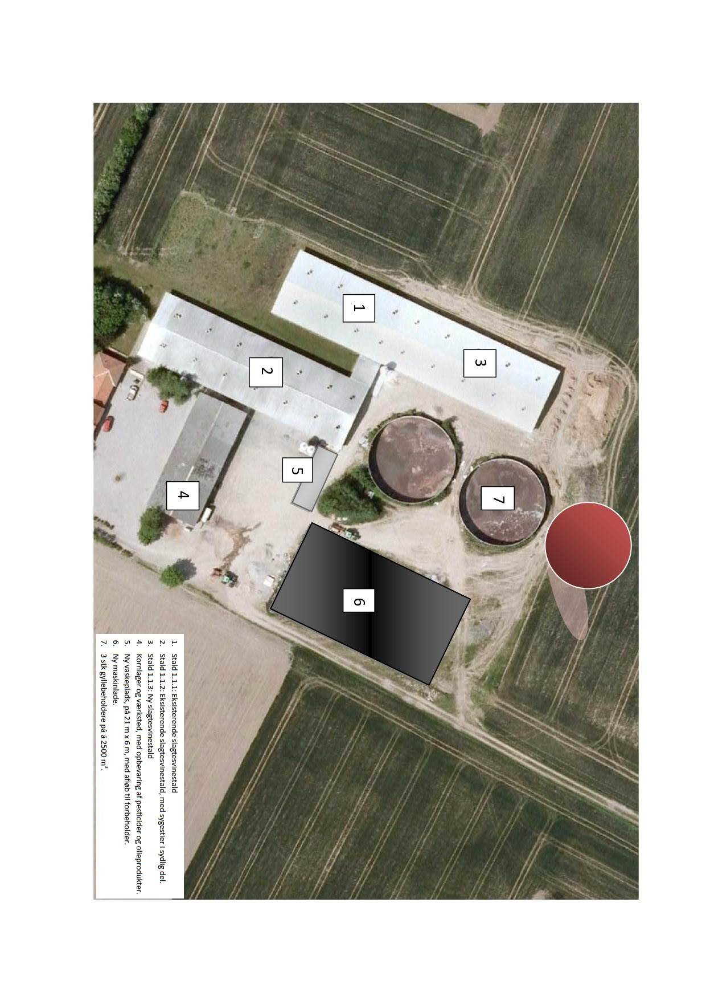 1
3
2
7
5
4
6
1. Stald 1.1.1: Eksisterende slagtesvinestald
2. Stald 1.1.2: Eksisterende slagtesvinestald, med sygestier i sydlig del.
3. Stald 1.1.3: Ny slagtesvinestald
4. Kornlager og værksted, med opbevaring af pesticider og olieprodukter.
5. Ny vaskeplads, på 21 m x 6 m, med afløb til forbeholder.
6. Ny maskinlade.
7. 3 stk gyllebeholdere på á 2500 m³.